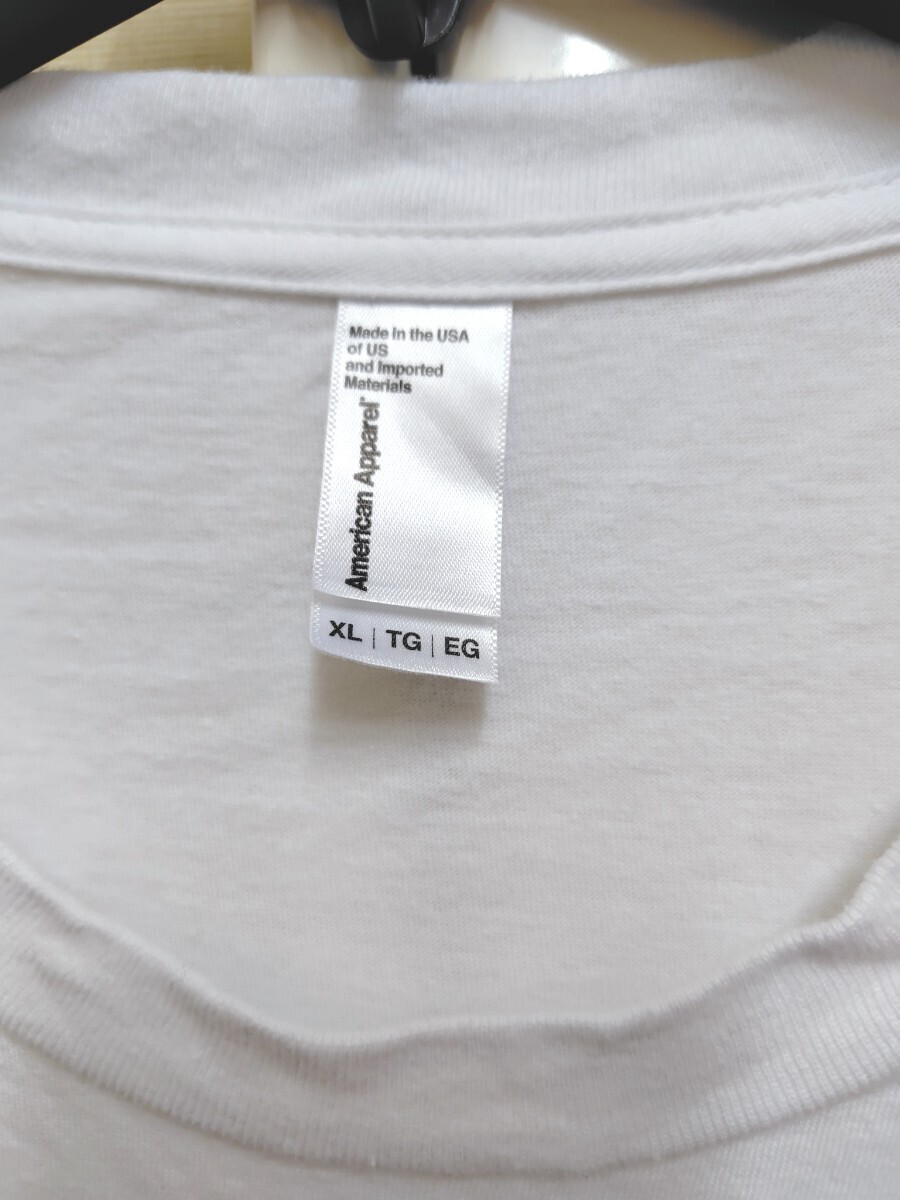 Made in the USA
of US
and Imported
Materials
American Apparel
XL | TG | EG